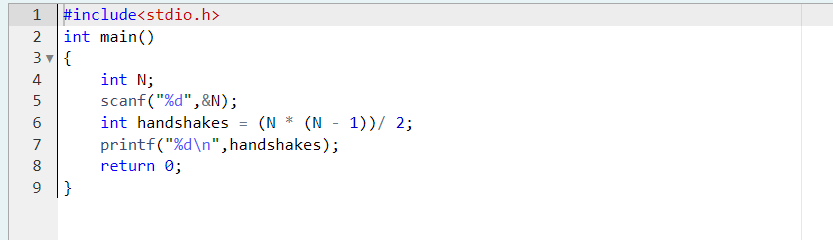 1 #include<stdio.h>
2 int main()
3 {
4     int N;
5     scanf("%d",&N);
6     int handshakes = (N * (N - 1))/ 2;
7     printf("%d\n",handshakes);
8     return 0;
9 }